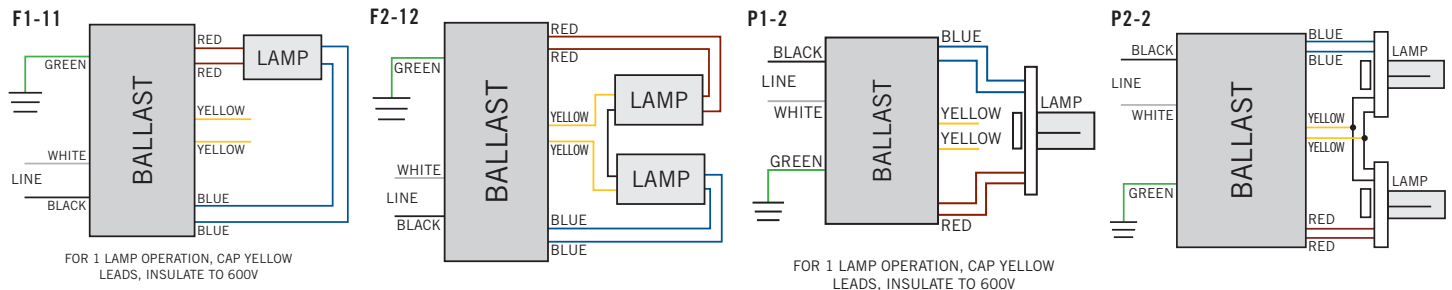 F1-11
RED
RED
LAMP
GREEN
BALLAST
YELLOW
YELLOW
WHITE
LINE
BLACK
BLUE
BLUE
FOR 1 LAMP OPERATION, CAP YELLOW
LEADS, INSULATE TO 600V
F2-12
RED
RED
GREEN
LAMP
BALLAST
YELLOW
YELLOW
LAMP
WHITE
LINE
BLACK
BLUE
BLUE
P1-2
BLUE
BLACK
LINE
BALLAST
LAMP
WHITE
YELLOW
YELLOW
GREEN
RED
FOR 1 LAMP OPERATION, CAP YELLOW
LEADS, INSULATE TO 600V
P2-2
BLUE
BLACK
BLUE
LAMP
LINE
BALLAST
WHITE
YELLOW
YELLOW
LAMP
GREEN
RED
RED